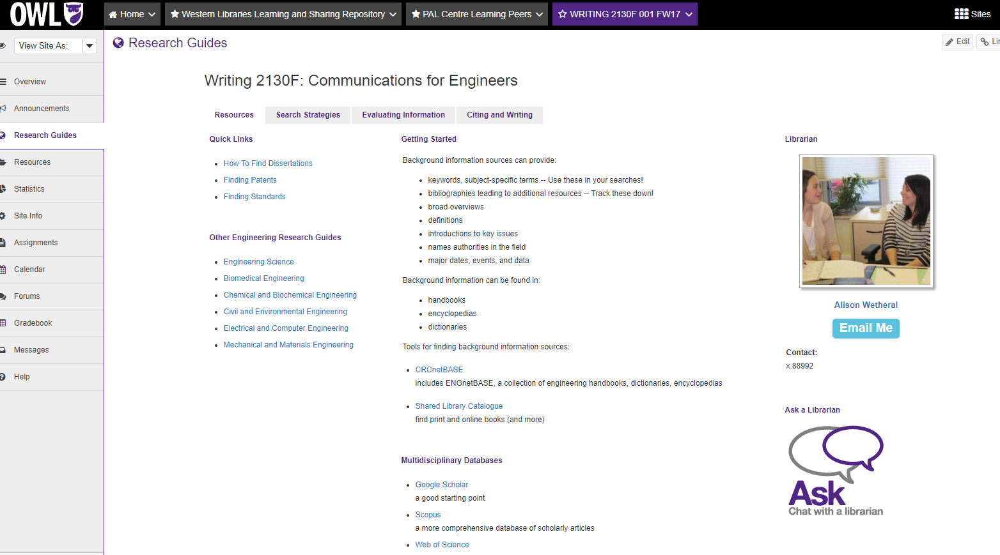 OWL
Home
Western Libraries Learning and Sharing Repository
PAL Centre Learning Peers
WRITING 2130F 001 FW17
Sites
View Site As:
Overview
Announcements
Research Guides
Resources
Statistics
Site Info
Assignments
Calendar
Forums
Gradebook
Messages
Help
Research Guides
Edit
Writing 2130F: Communications for Engineers
Resources
Search Strategies
Evaluating Information
Citing and Writing
Quick Links
How To Find Dissertations
Finding Patents
Finding Standards
Other Engineering Research Guides
Engineering Science
Biomedical Engineering
Chemical and Biochemical Engineering
Civil and Environmental Engineering
Electrical and Computer Engineering
Mechanical and Materials Engineering
Getting Started
Background information sources can provide:
keywords, subject-specific terms -- Use these in your searches!
bibliographies leading to additional resources -- Track these down!
broad overviews
definitions
introductions to key issues
names authorities in the field
major dates, events, and data
Background information can be found in:
handbooks
encyclopedias
dictionaries
Tools for finding background information sources:
CRCnetBASE
includes ENGnetBASE, a collection of engineering handbooks, dictionaries, encyclopedias
Shared Library Catalogue
find print and online books (and more)
Multidisciplinary Databases
Google Scholar
a good starting point
Scopus
a more comprehensive database of scholarly articles
Web of Science
Librarian
Alison Wetheral
Email Me
Contact:
x.88992
Ask a Librarian
Ask
Chat with a librarian